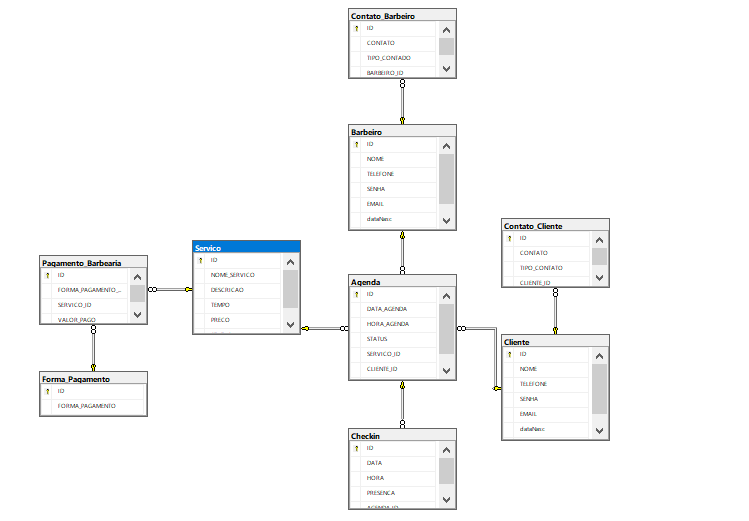 Contato_Barbeiro
ID
CONTATO
TIPO_CONTADO
BARBEIRO_ID
Barbeiro
ID
NOME
TELEFONE
SENHA
EMAIL
dataNasc
Contato_Cliente
ID
CONTATO
TIPO_CONTATO
CLIENTE_ID
Servico
ID
NOME_SERVICO
DESCRICAO
TEMPO
PRECO
Pagamento_Barbearia
ID
FORMA_PAGAMENTO_...
SERVICO_ID
VALOR_PAGO
Agenda
ID
DATA_AGENDA
HORA_AGENDA
STATUS
SERVICO_ID
CLIENTE_ID
Cliente
ID
NOME
TELEFONE
SENHA
EMAIL
dataNasc
Forma_Pagamento
ID
FORMA_PAGAMENTO
Checkin
ID
DATA
HORA
PRESENCA
AGENDA_ID